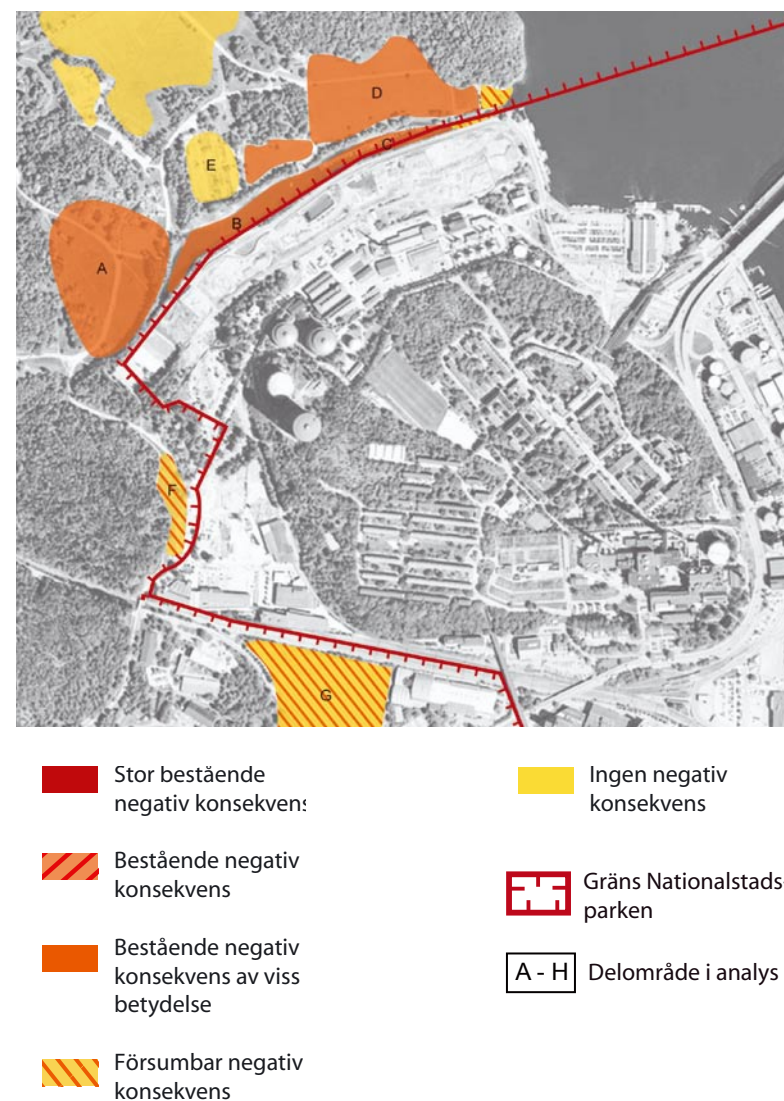 D
C
E
B
A
F
G
Stor bestående
negativ konsekvens
Bestående negativ
konsekvens
Bestående negativ
konsekvens av viss
betydelse
Försumbar negativ
konsekvens
Ingen negativ
konsekvens
Gräns Nationalstads
parken
A - H Delområde i analys